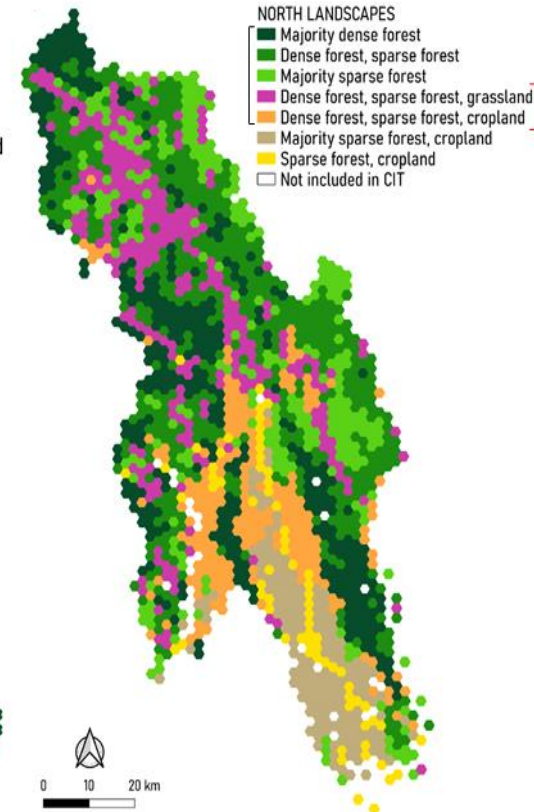 NORTH LANDSCAPES
Majority dense forest
Dense forest, sparse forest
Majority sparse forest
Dense forest, sparse forest, grassland
Dense forest, sparse forest, cropland
Majority sparse forest, cropland
Sparse forest, cropland
Not included in CIT
0 10 20 km